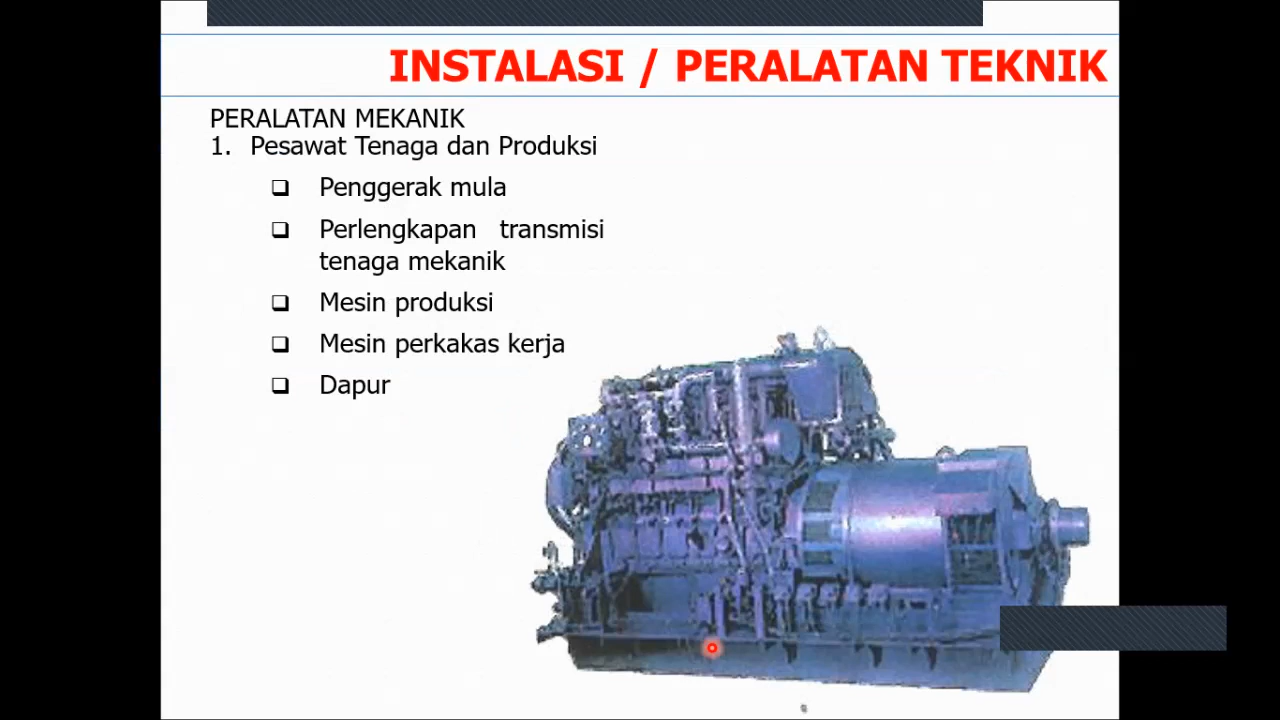 INSTALASI / PERALATAN TEKNIK
PERALATAN MEKANIK
1. Pesawat Tenaga dan Produksi
❑ Penggerak mula
❑ Perlengkapan transmisi
tenaga mekanik
❑ Mesin produksi
❑ Mesin perkakas kerja
❑ Dapur